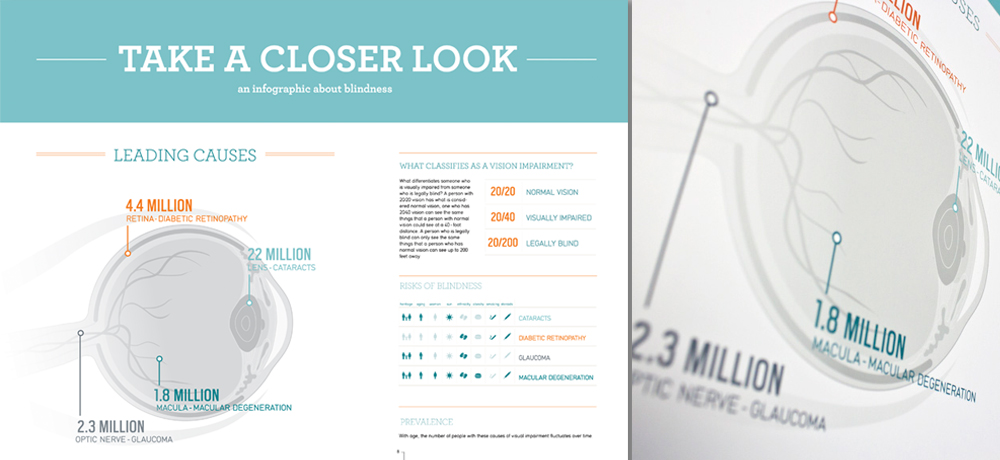 TAKE A CLOSER LOOK
an infographic about blindness
LEADING CAUSES
4.4 MILLION
RETINA-DIABETIC RETINOPATHY
22 MILLION
LENS-CATARACTS
1.8 MILLION
MACULA-MACULAR DEGENERATION
2.3 MILLION
OPTIC NERVE-GLAUCOMA
WHAT CLASSIFIES AS A VISION IMPAIRMENT?
What differentiates someone who
is visually impaired from someone
who is legally blind? A person with
20/20 vision has what is consid-
ered normal vision, one who has
20/40 vision can see the same
things that a person with normal
vision could see at a 40-foot
distance. A person who is legally
blind can only see the same
things that a person who has
normal vision can see up to 200
feet away.
20/20 NORMAL VISION
20/40 VISUALLY IMPAIRED
20/200 LEGALLY BLIND
RISKS OF BLINDNESS
CATARACTS
DIABETIC RETINOPATHY
GLAUCOMA
MACULAR DEGENERATION
PREVALENCE
With age, the number of people with these causes of visual impairment fluctuates over time
USES
LLION
-DIABETIC RETINOPATHY
22 MILLI
LENS-CATARA
1.8 MILLION
MACULA-MACULAR DEGENERATION
2.3 MILLION
PTIC NERVE-GLAUCOMA